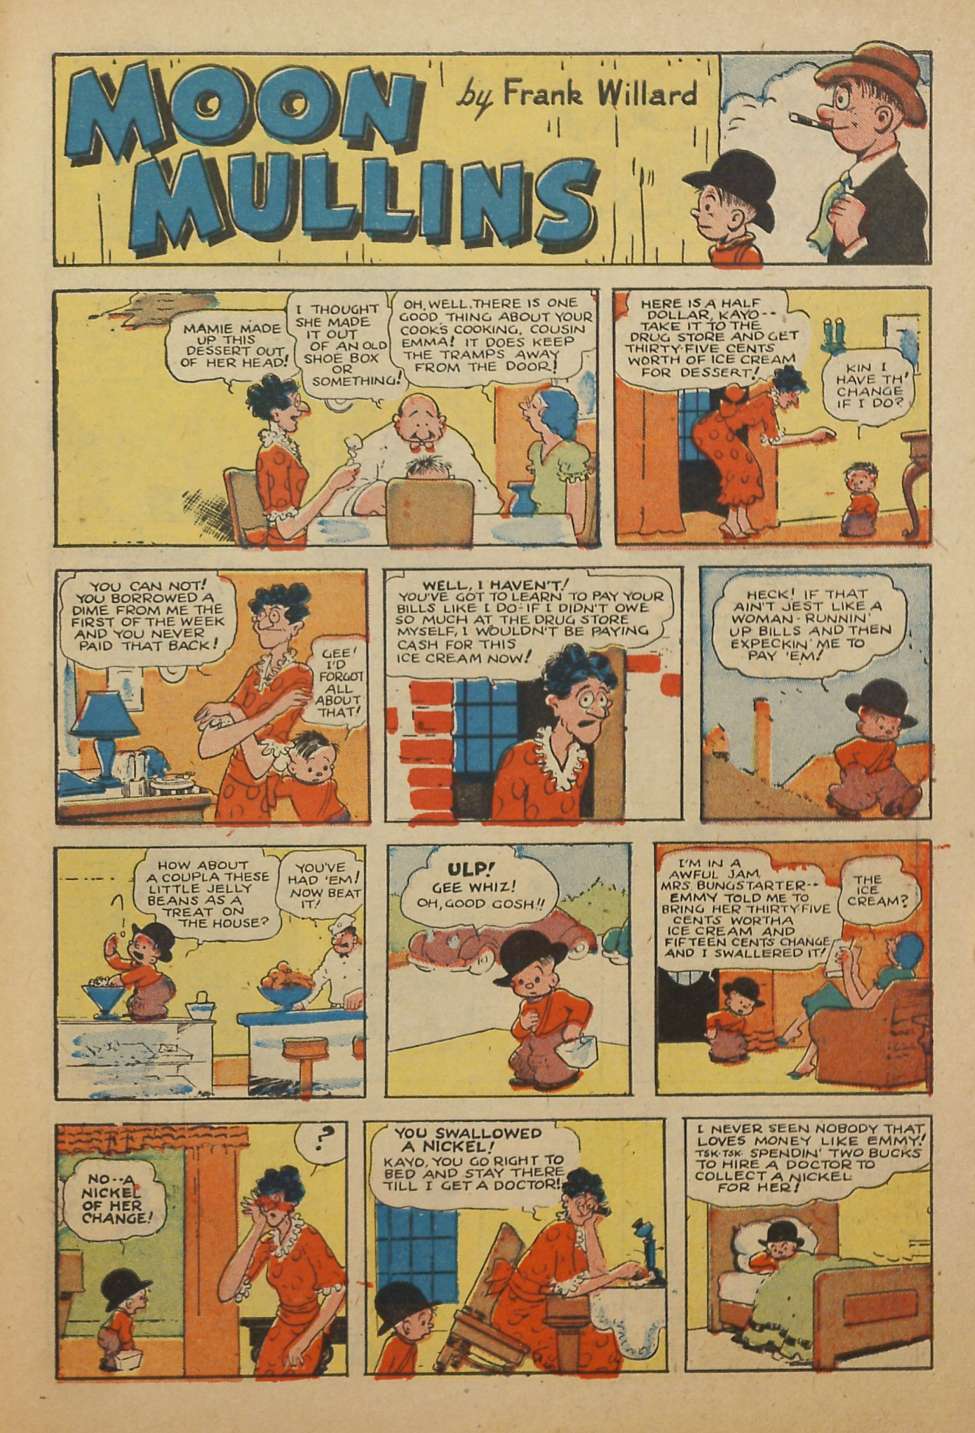 MOON
MULLINS
by Frank Willard
MAMIE MADE
UP THIS
DESSERT OUT
OF HER HEAD!
I THOUGHT
SHE MADE
IT OUT
OF AN OLD
SHOE BOX
OR
SOMETHING!
OH, WELL. THERE IS ONE
GOOD THING ABOUT YOUR
COOK'S COOKING, COUSIN
EMMA! IT DOES KEEP
THE TRAMPS AWAY
FROM THE DOOR!
HERE IS A HALF
DOLLAR, KAYO--
TAKE IT TO THE
DRUG STORE AND GET
THIRTY-FIVE CENTS
WORTH OF ICE CREAM
FOR DESSERT!
KIN I
HAVE TH'
CHANGE
IF I DO?
YOU CAN NOT!
YOU BORROWED A
DIME FROM ME THE
FIRST OF THE WEEK
AND YOU NEVER
PAID THAT BACK!
GEE!
I'D
FORGOT
ALL
ABOUT
THAT!
WELL, I HAVEN'T!
YOU'VE GOT TO LEARN TO PAY YOUR
BILLS LIKE I DO-IF I DIDN'T OWE
SO MUCH AT THE DRUG STORE
MYSELF, I WOULDN'T BE PAYING
CASH FOR THIS
ICE CREAM NOW!
HECK! IF THAT
AIN'T JEST LIKE A
WOMAN-RUNNIN'
UP BILLS AND THEN
EXPECKIN' ME TO
PAY 'EM!
HOW ABOUT
A COUPLA THESE
LITTLE JELLY
BEANS AS A
TREAT ON
THE HOUSE?
YOU'VE
HAD 'EM!
NOW BEAT
IT!
ULP!
GEE WHIZ!
OH, GOOD GOSH!!
I'M IN A
AWFUL JAM,
MRS. BUNGSTARTER--
EMMY TOLD ME TO
BRING HER THIRTY-FIVE
CENTS WORTHA
ICE CREAM AND
FIFTEEN CENTS CHANGE
AND I SWALLERED IT!
THE
ICE
CREAM?
NO--A
NICKEL
OF HER
CHANGE!
?
YOU SWALLOWED
A NICKEL!
KAYO, YOU GO RIGHT TO
BED AND STAY THERE
TILL I GET A DOCTOR!!
I NEVER SEEN NOBODY THAT
LOVES MONEY LIKE EMMY!
TSK-TSK. SPENDIN' TWO BUCKS
TO HIRE A DOCTOR TO
COLLECT A NICKEL
FOR HER!